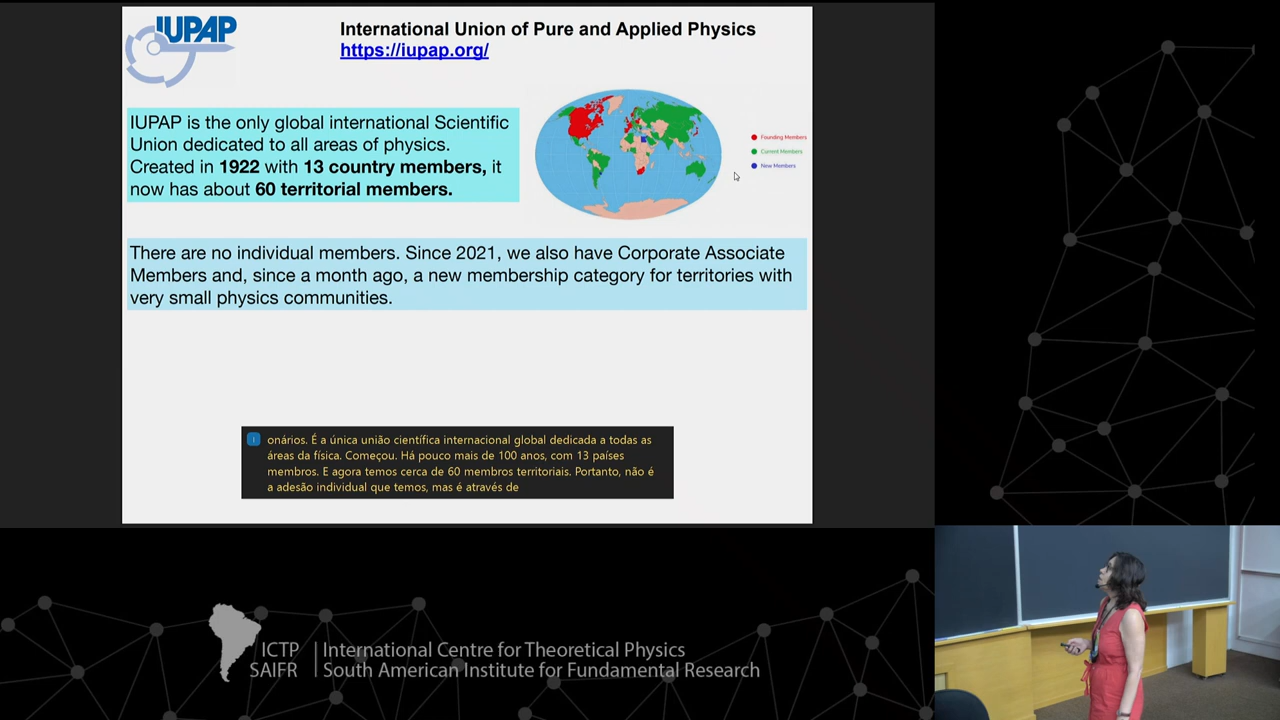 IUPAP
International Union of Pure and Applied Physics
https://iupap.org/
IUPAP is the only global international Scientific
Union dedicated to all areas of physics.
Created in 1922 with 13 country members, it
now has about 60 territorial members.
Founding Members
Current Members
New Members
There are no individual members. Since 2021, we also have Corporate Associate
Members and, since a month ago, a new membership category for territories with
very small physics communities.
onários. É a única união científica internacional global dedicada a todas as
áreas da física. Começou. Há pouco mais de 100 anos, com 13 países
membros. E agora temos cerca de 60 membros territoriais. Portanto, não é
a adesão individual que temos, mas é através de
ICTP
SAIFR
International Centre for Theoretical Physics
South American Institute for Fundamental Research